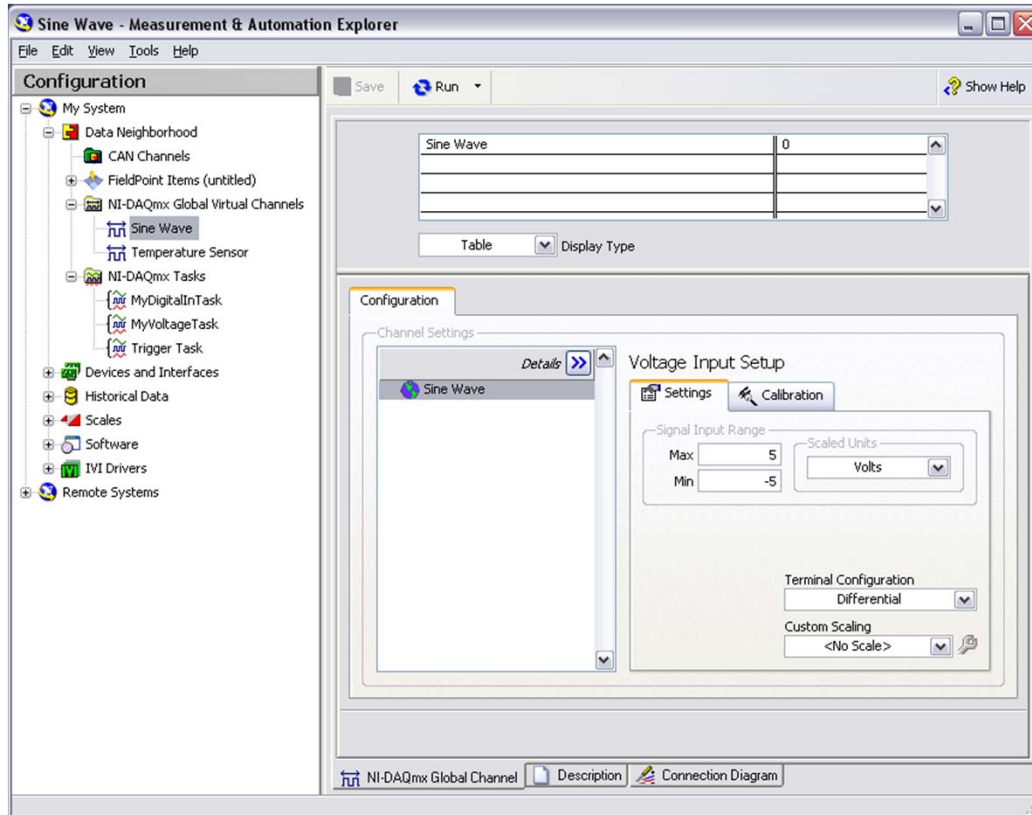 Sine Wave - Measurement & Automation Explorer
File Edit View Tools Help
Configuration
My System
Data Neighborhood
CAN Channels
FieldPoint Items (untitled)
NI-DAQmx Global Virtual Channels
Sine Wave
Temperature Sensor
NI-DAQmx Tasks
MyDigitalInTask
MyVoltageTask
Trigger Task
Devices and Interfaces
Historical Data
Scales
Software
IVI Drivers
Remote Systems
Save Run Show Help
Sine Wave 0
Table Display Type
Configuration
Channel Settings
Details
Sine Wave
Voltage Input Setup
Settings Calibration
Signal Input Range
Max 5
Min -5
Scaled Units
Volts
Terminal Configuration
Differential
Custom Scaling
<No Scale>
NI-DAQmx Global Channel Description Connection Diagram